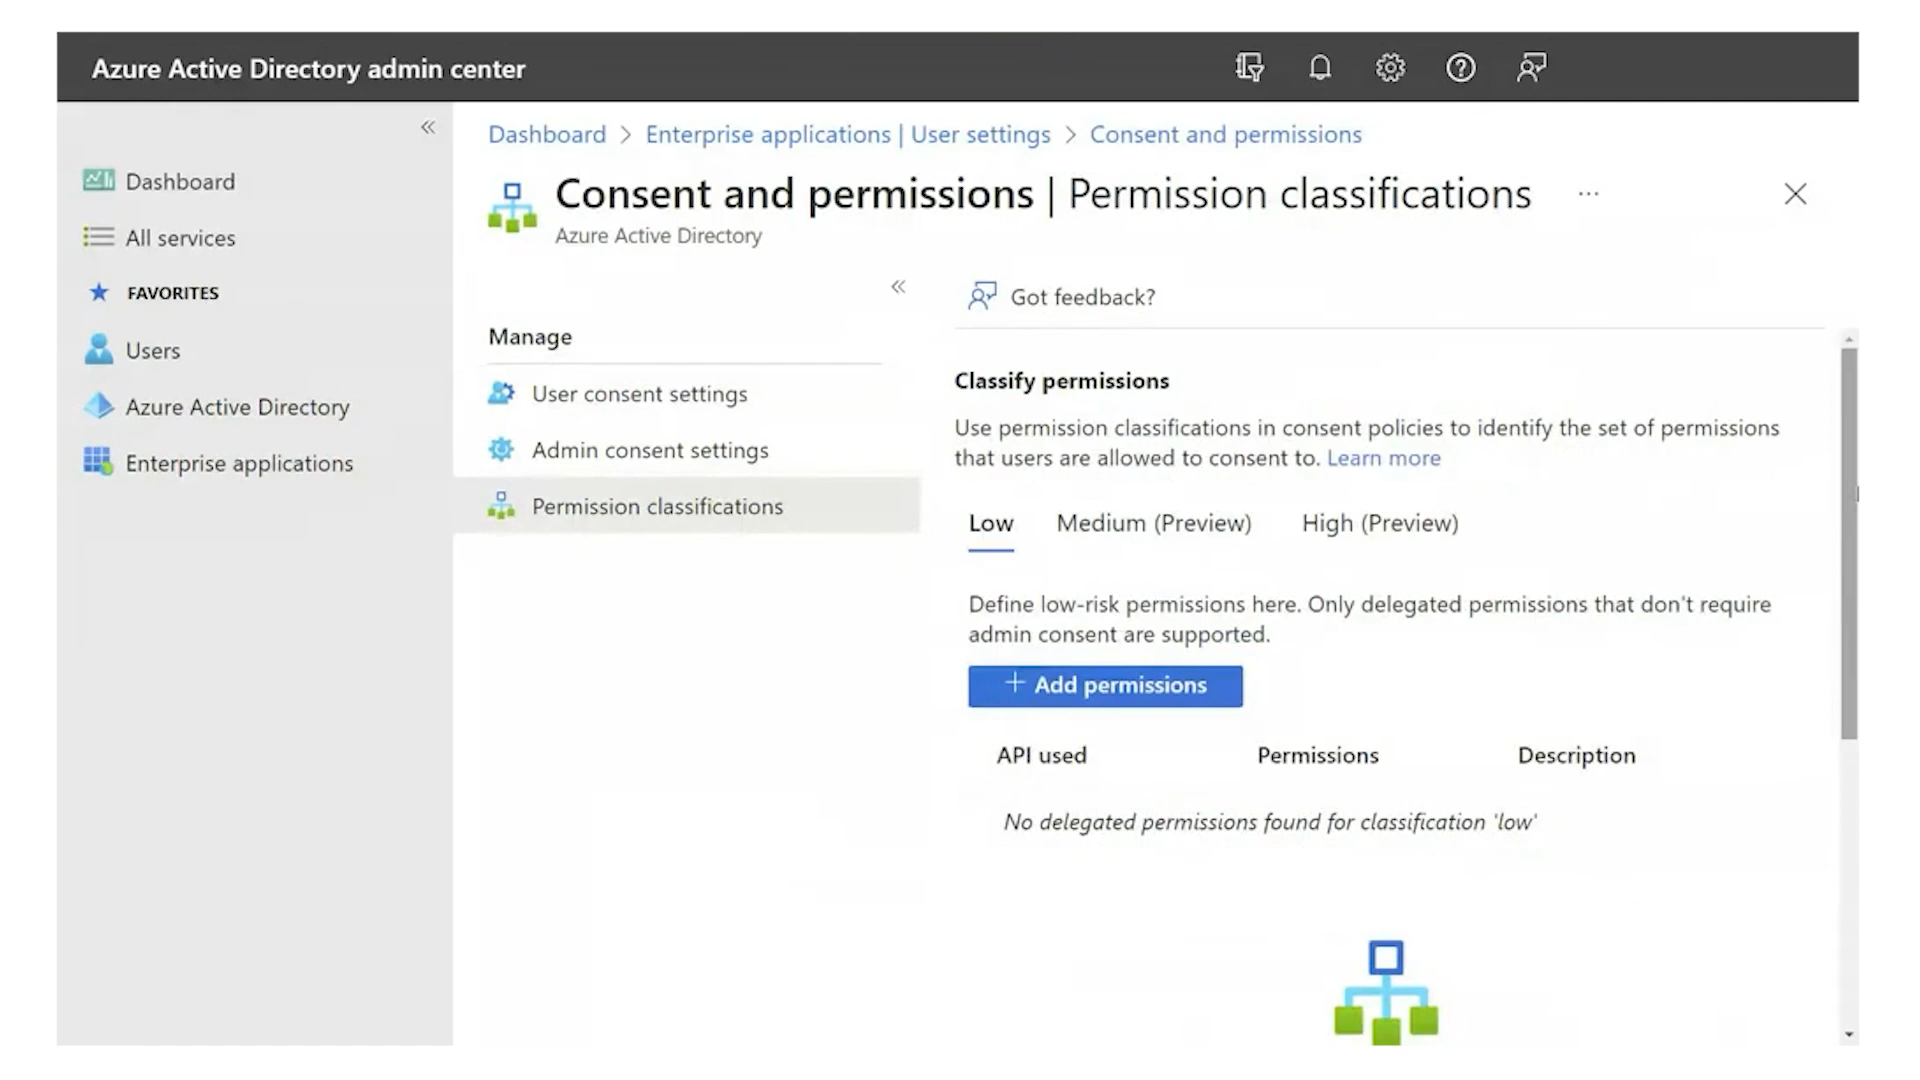 Azure Active Directory admin center
Dashboard > Enterprise applications | User settings > Consent and permissions
Dashboard
All services
FAVORITES
Users
Azure Active Directory
Enterprise applications
Consent and permissions | Permission classifications
Azure Active Directory
Manage
User consent settings
Admin consent settings
Permission classifications
Got feedback?
Classify permissions
Use permission classifications in consent policies to identify the set of permissions
that users are allowed to consent to. Learn more
Low Medium (Preview) High (Preview)
Define low-risk permissions here. Only delegated permissions that don't require
admin consent are supported.
+ Add permissions
API used Permissions Description
No delegated permissions found for classification 'low'